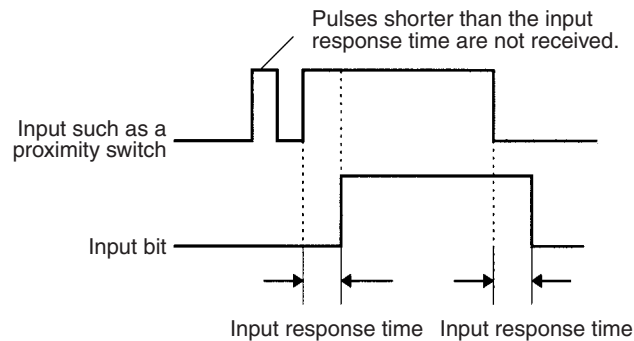 Pulses shorter than the input
response time are not received.
Input such as a
proximity switch
Input bit
Input response time
Input response time